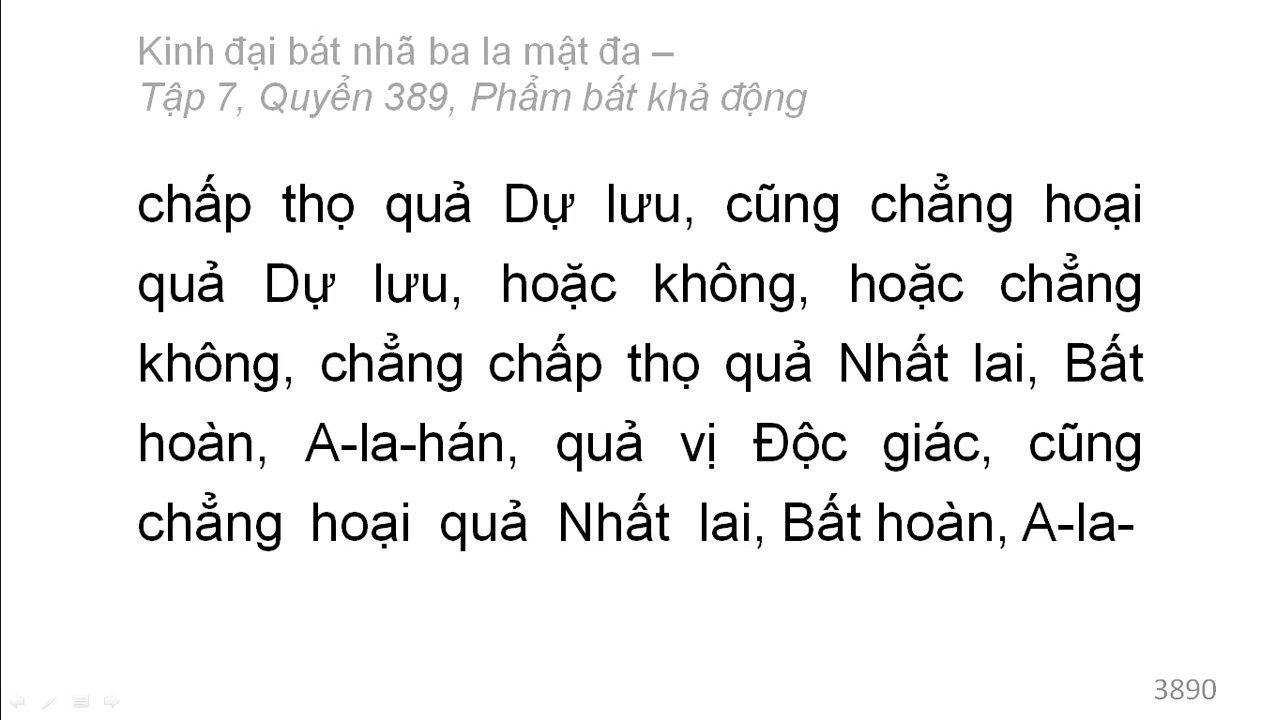 Kinh đại bát nhã ba la mật đa –
Tập 7, Quyển 389, Phẩm bất khả động
chấp thọ quả Dự lưu, cũng chẳng hoại
quả Dự lưu, hoặc không, hoặc chẳng
không, chẳng chấp thọ quả Nhất lai, Bất
hoàn, A-la-hán, quả vị Độc giác, cũng
chẳng hoại quả Nhất lai, Bất hoàn, A-la-
3890